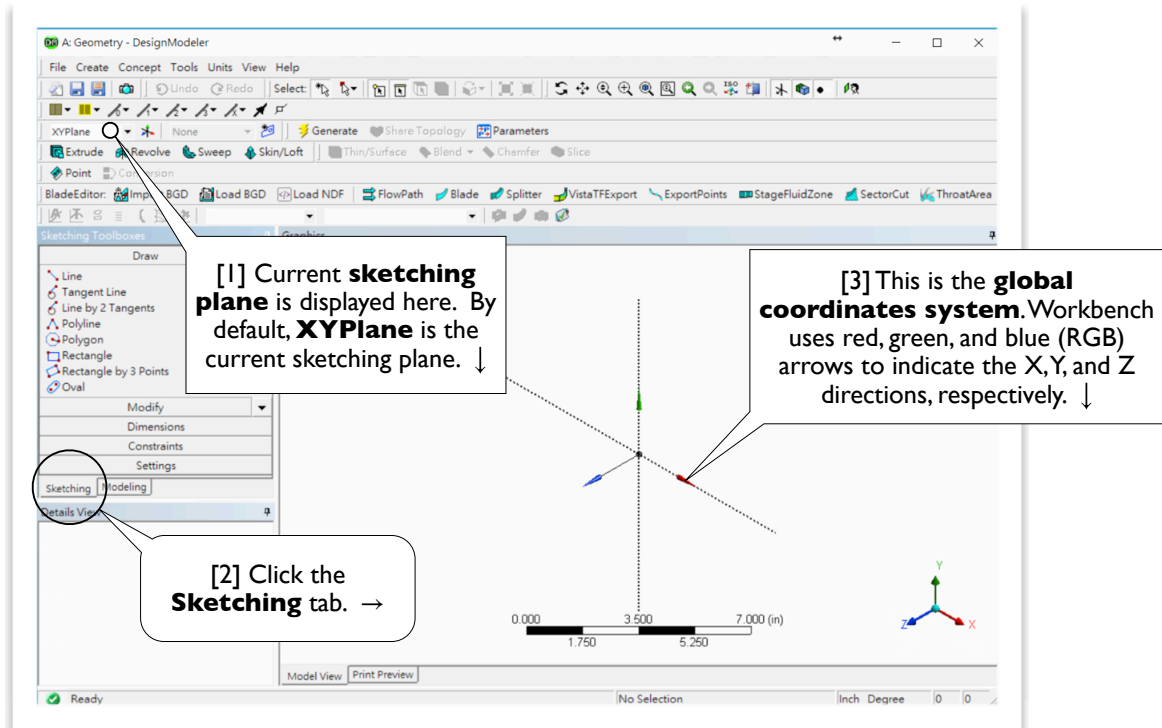 A: Geometry - DesignModeler
File Create Concept Tools Units View Help
Undo Redo Select:
XYPlane None Generate Share Topology Parameters
Extrude Revolve Sweep Skin/Loft Thin/Surface Blend Chamfer Slice
Point Conversion
BladeEditor: Import BGD Load BGD Load NDF FlowPath Blade Splitter VistaTFExport ExportPoints StageFluidZone SectorCut ThroatArea
Sketching Toolboxes
Graphics
Draw
Line
Tangent Line
Line by 2 Tangents
Polyline
Polygon
Rectangle
Rectangle by 3 Points
Oval
Modify
Dimensions
Constraints
Settings
Sketching Modeling
Details View
[1] Current sketching
plane is displayed here. By
default, XYPlane is the
current sketching plane. ↓
[3] This is the global
coordinates system. Workbench
uses red, green, and blue (RGB)
arrows to indicate the X, Y, and Z
directions, respectively. ↓
[2] Click the
Sketching tab. →
0.000 3.500 7.000 (in)
1.750 5.250
Y
Z X
Model View Print Preview
Ready No Selection Inch Degree 0 0